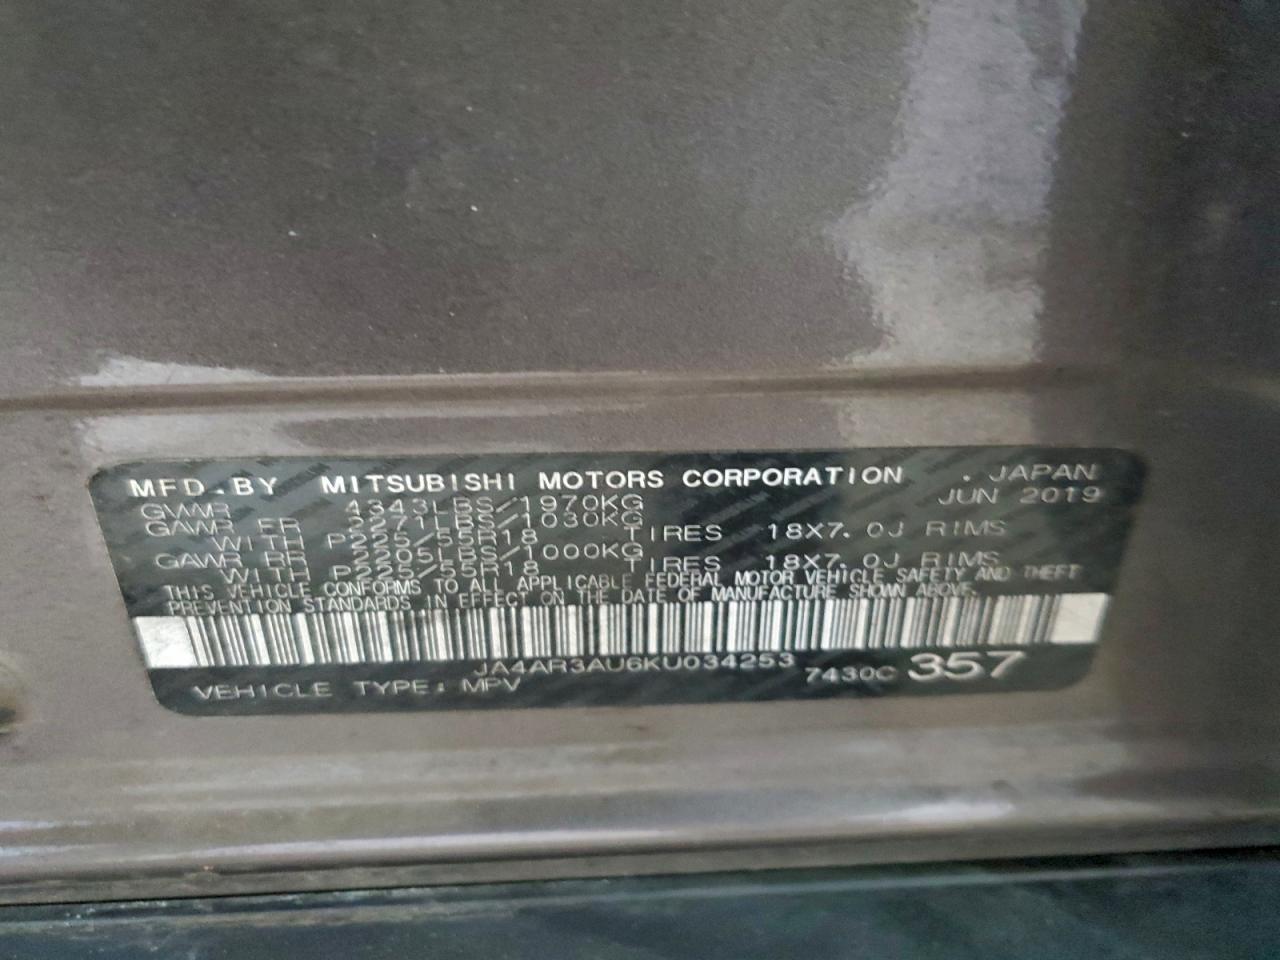 MFD.BY MITSUBISHI MOTORS CORPORATION . JAPAN
GVWR 4343LBS/1970KG JUN 2019
GAWR FR 2271LBS/1030KG
WITH P225/55R18 TIRES 18X7.0J RIMS
GAWR RR 2205LBS/1000KG
WITH P225/55R18 TIRES 18X7.0J RIMS
THIS VEHICLE CONFORMS TO ALL APPLICABLE FEDERAL MOTOR VEHICLE SAFETY AND THEFT
PREVENTION STANDARDS IN EFFECT ON THE DATE OF MANUFACTURE SHOWN ABOVE.
JA4AR3AU6KU034253
VEHICLE TYPE: MPV 7430C 357